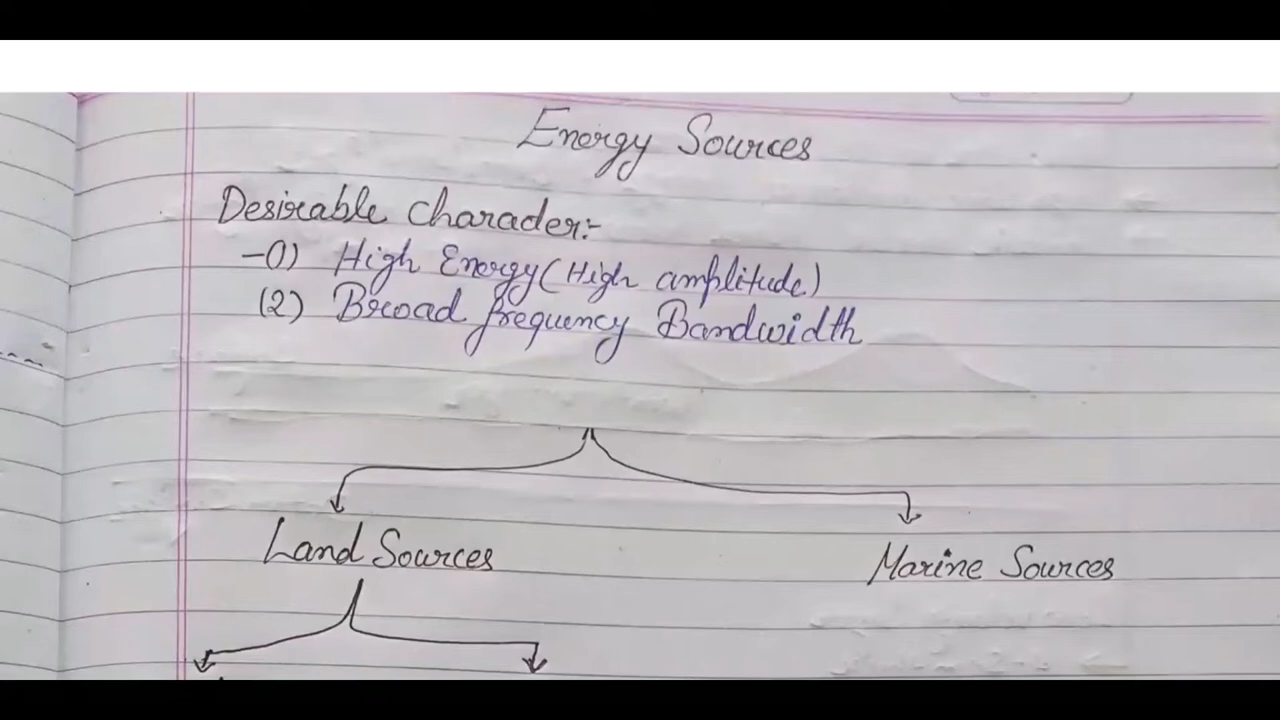 Energy Sources
Desirable Charader:-
-(1) High Energy (High amplitude)
(2) Broad frequency Bandwidth
Land Sources
Marine Sources